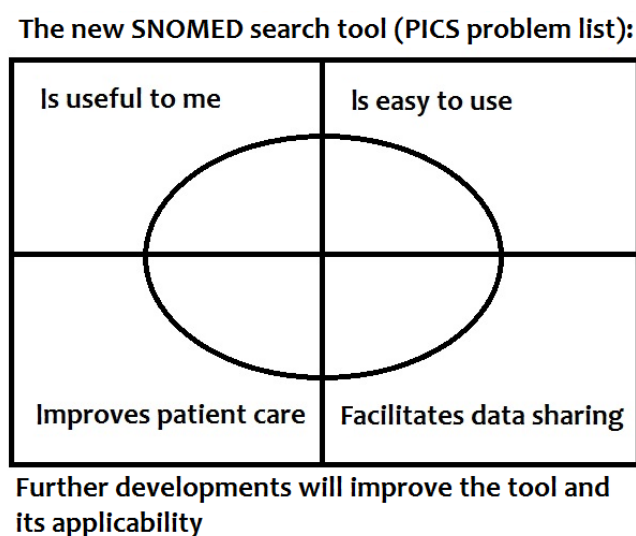 The new SNOMED search tool (PICS problem list):
Is useful to me
Is easy to use
Improves patient care
Facilitates data sharing
Further developments will improve the tool and
its applicability